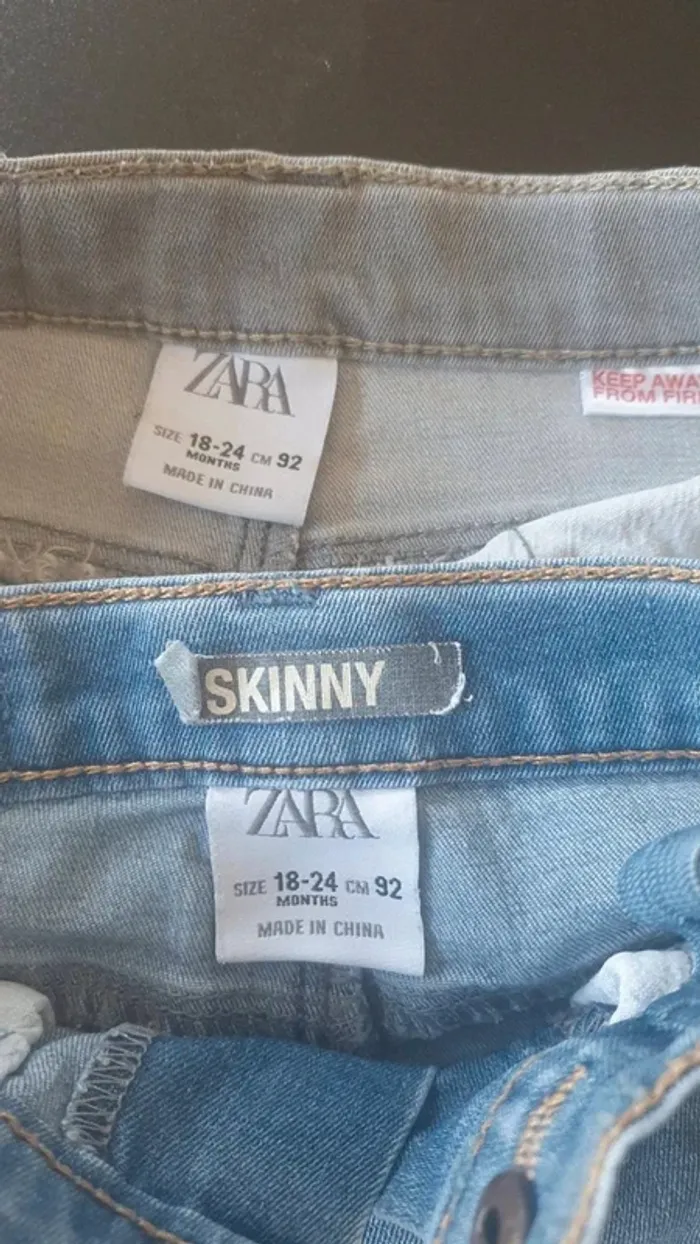 ZARA
SIZE 18-24 CM 92
MONTHS
MADE IN CHINA
KEEP AWAY
FROM FIRE
SKINNY
ZARA
SIZE 18-24 CM 92
MONTHS
MADE IN CHINA